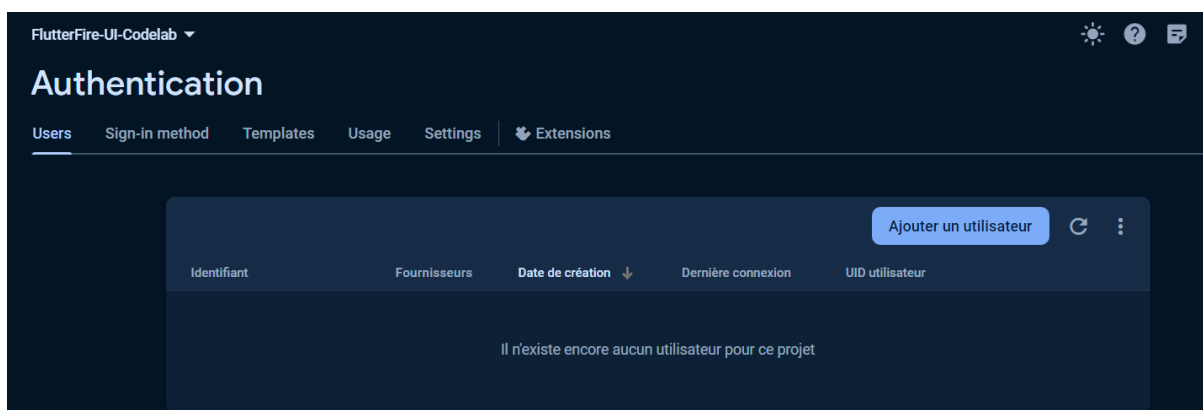 FlutterFire-UI-Codelab
Authentication
Users Sign-in method Templates Usage Settings Extensions
Ajouter un utilisateur
Identifiant Fournisseurs Date de création Dernière connexion UID utilisateur
Il n'existe encore aucun utilisateur pour ce projet